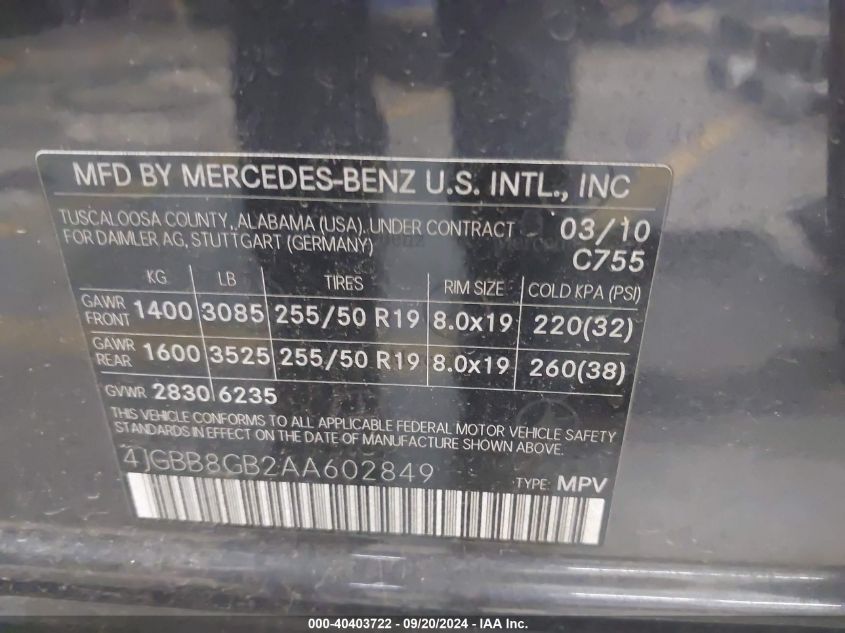 MFD BY MERCEDES-BENZ U.S. INTL., INC
TUSCALOOSA COUNTY, ALABAMA (USA), UNDER CONTRACT
FOR DAIMLER AG, STUTTGART (GERMANY)
03/10
C755
KG LB TIRES RIM SIZE COLD KPA (PSI)
GAWR FRONT 1400 3085 255/50 R19 8.0x19 220(32)
GAWR REAR 1600 3525 255/50 R19 8.0x19 260(38)
GVWR 2830 6235
THIS VEHICLE CONFORMS TO ALL APPLICABLE FEDERAL MOTOR VEHICLE SAFETY
STANDARDS IN EFFECT ON THE DATE OF MANUFACTURE SHOWN ABOVE.
4JGBB8GB2AA602849
TYPE: MPV
000-40403722 - 09/20/2024 - IAA Inc.